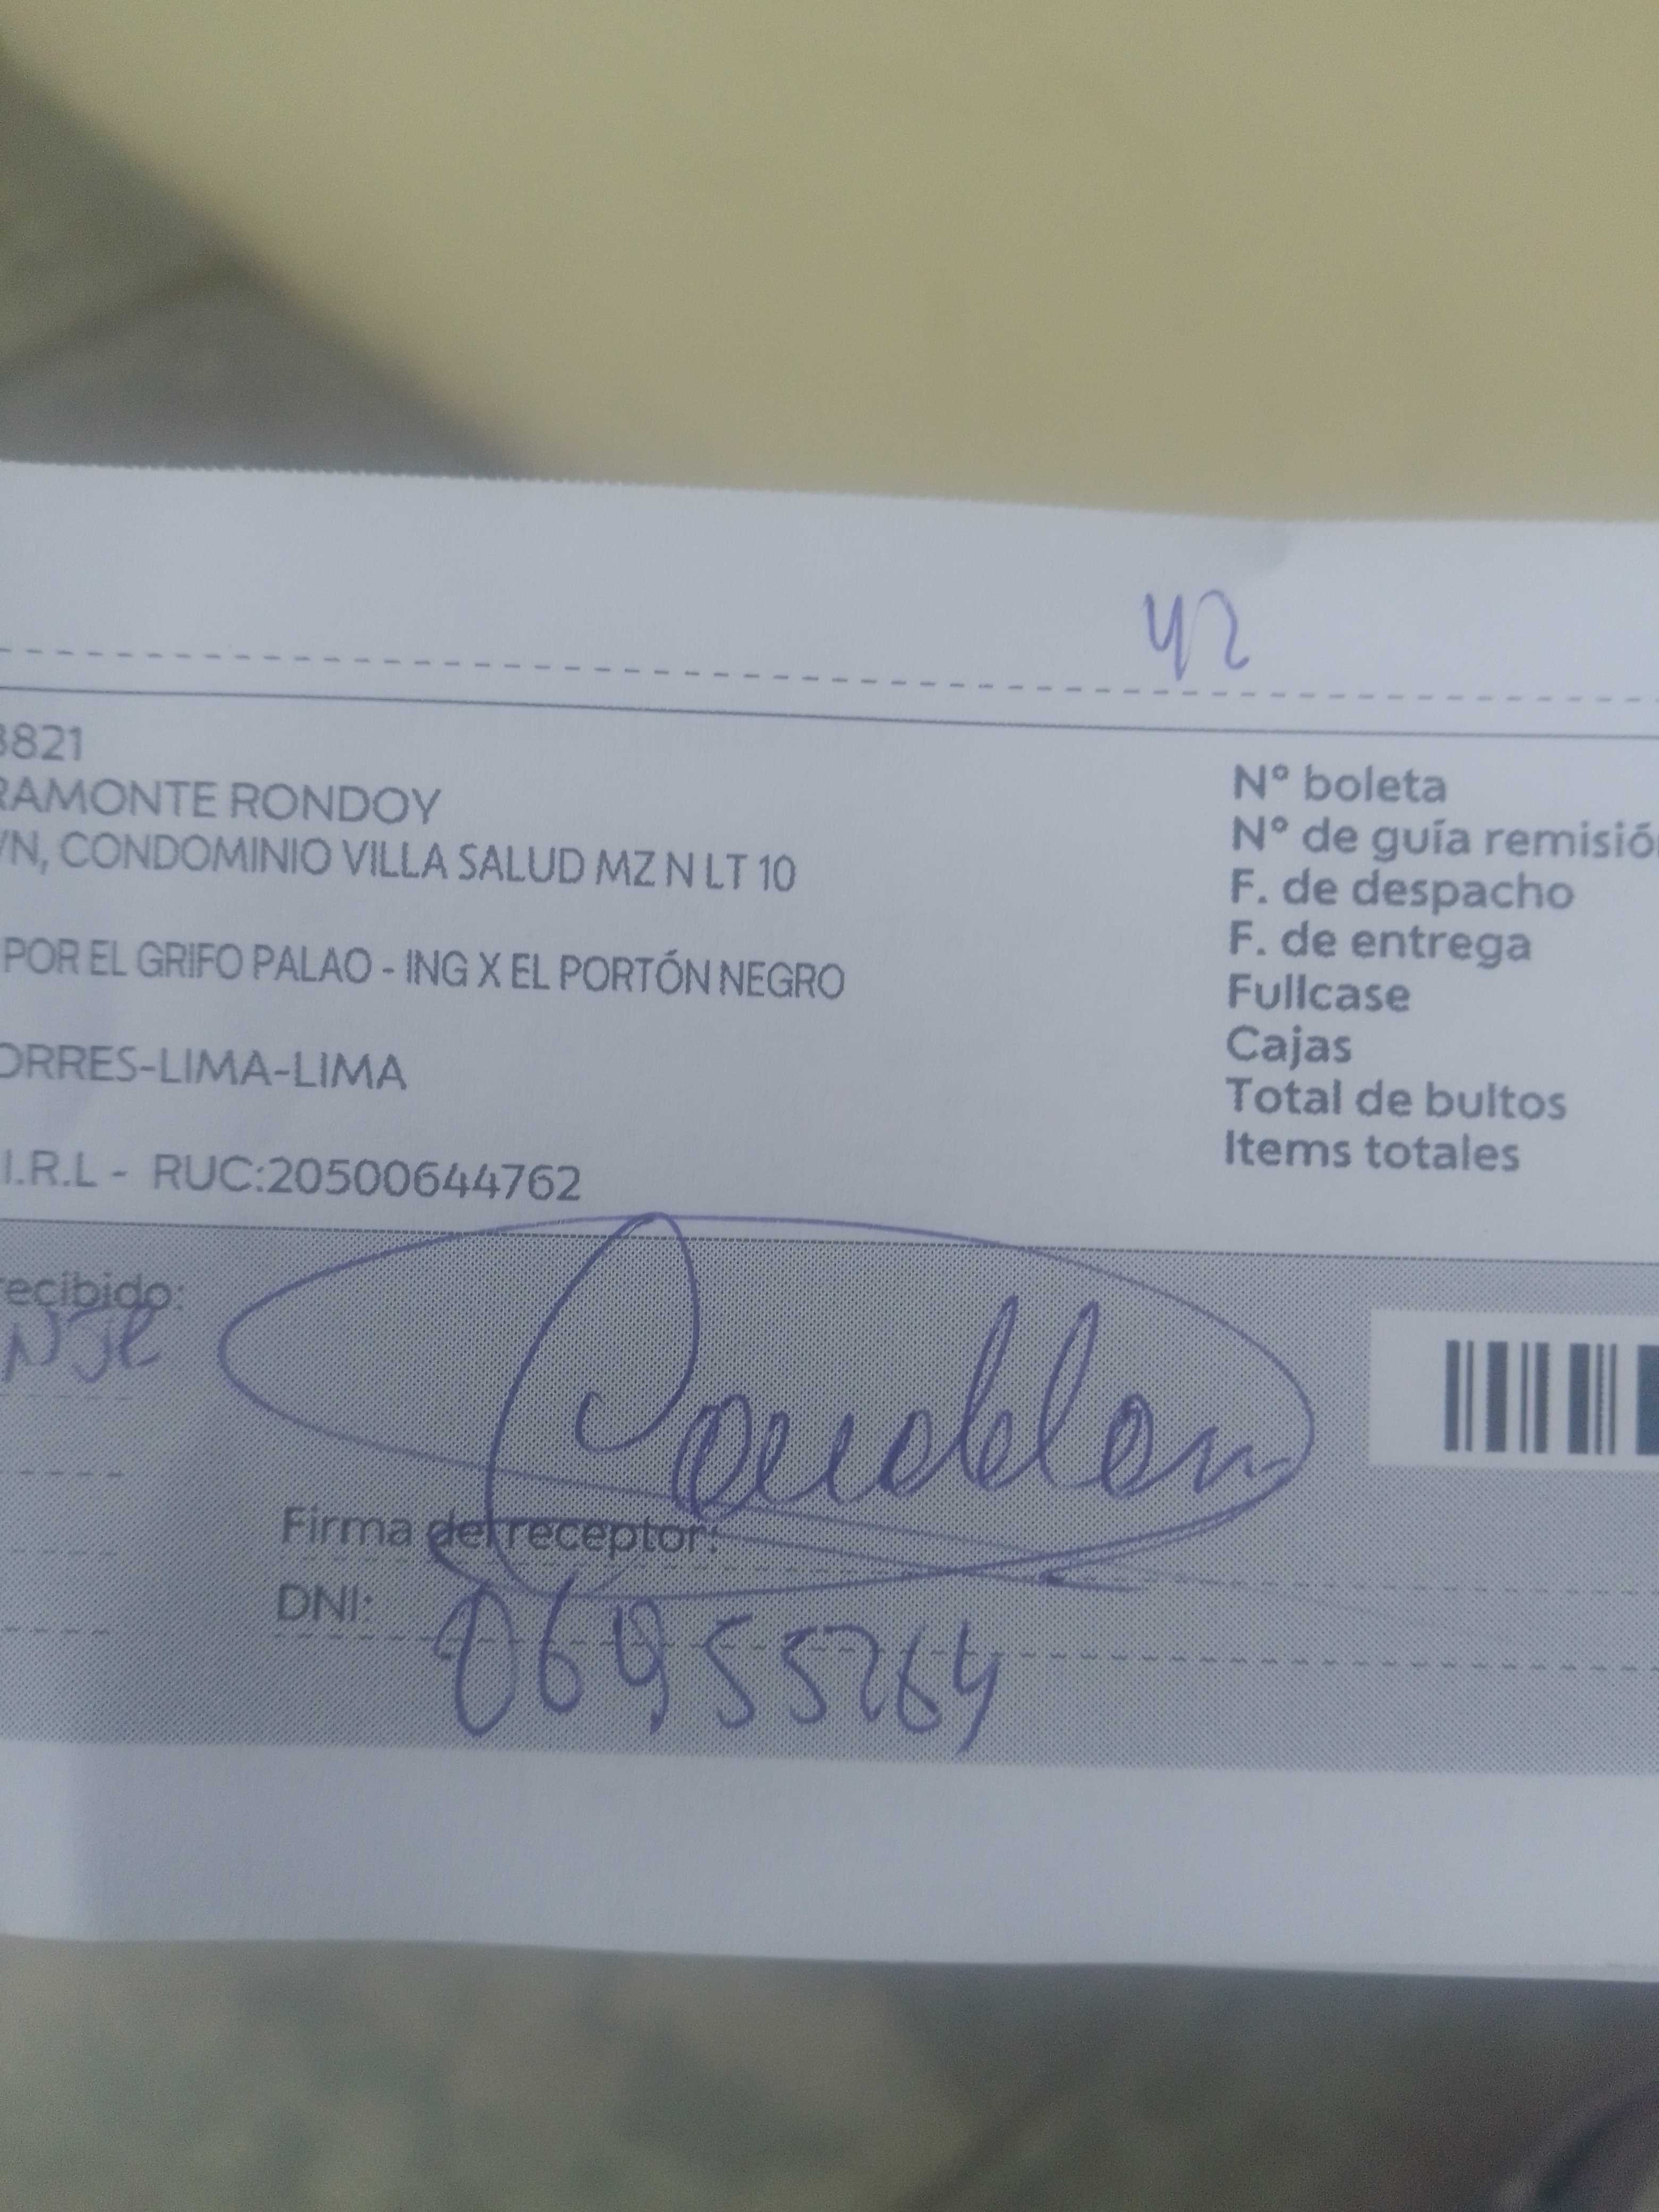 42
3821
RAMONTE RONDOY
/N, CONDOMINIO VILLA SALUD MZ N LT 10
POR EL GRIFO PALAO - ING X EL PORTÓN NEGRO
ORRES-LIMA-LIMA
I.R.L - RUC:20500644762
N° boleta
N° de guía remisió
F. de despacho
F. de entrega
Fullcase
Cajas
Total de bultos
Items totales
recibido:
Firma del receptor:
DNI: 06955264